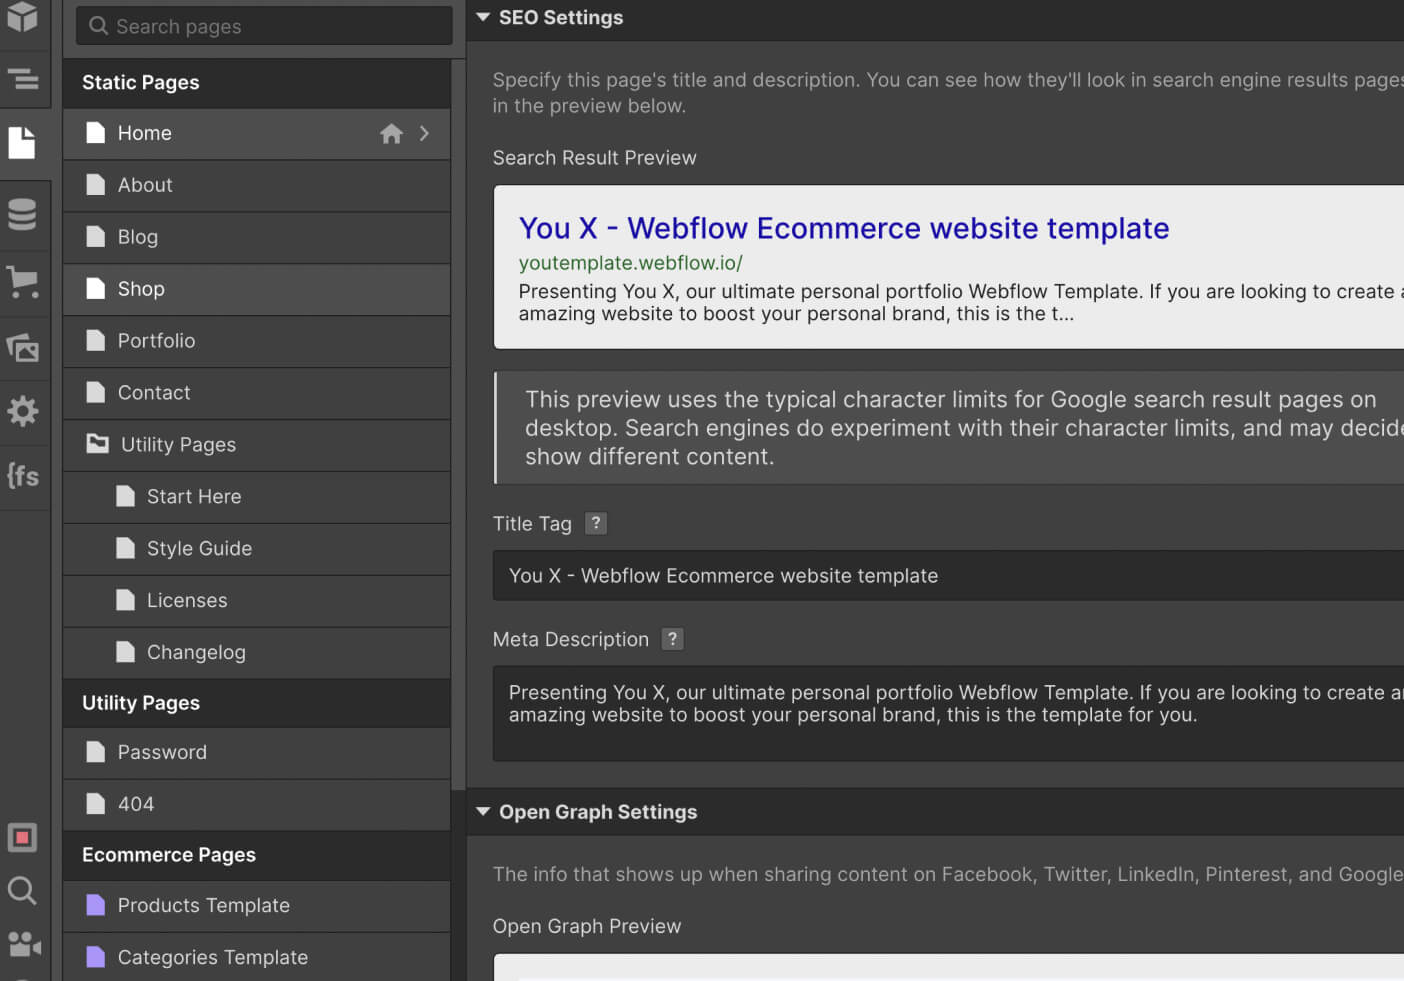 Search pages
Static Pages
Home
About
Blog
Shop
Portfolio
Contact
Utility Pages
Start Here
Style Guide
Licenses
Changelog
Utility Pages
Password
404
Ecommerce Pages
Products Template
Categories Template
{fs
SEO Settings
Specify this page's title and description. You can see how they'll look in search engine results pages
in the preview below.
Search Result Preview
You X - Webflow Ecommerce website template
youtemplate.webflow.io/
Presenting You X, our ultimate personal portfolio Webflow Template. If you are looking to create
amazing website to boost your personal brand, this is the t...
This preview uses the typical character limits for Google search result pages on
desktop. Search engines do experiment with their character limits, and may decide
show different content.
Title Tag ?
You X - Webflow Ecommerce website template
Meta Description ?
Presenting You X, our ultimate personal portfolio Webflow Template. If you are looking to create
amazing website to boost your personal brand, this is the template for you.
Open Graph Settings
The info that shows up when sharing content on Facebook, Twitter, LinkedIn, Pinterest, and Google
Open Graph Preview